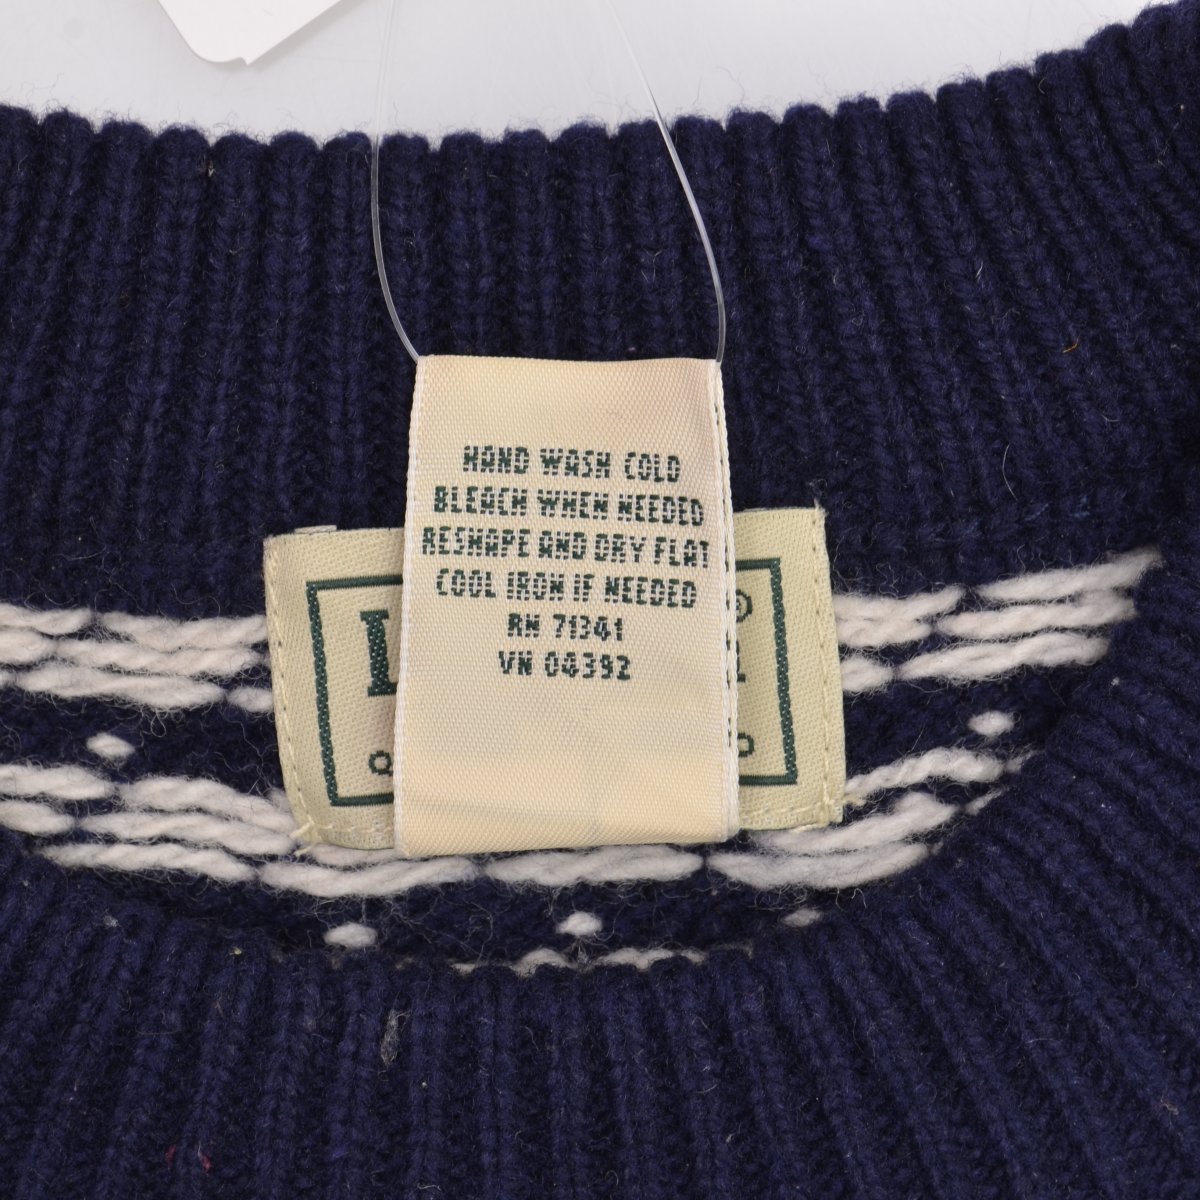 HAND WASH COLD
BLEACH WHEN NEEDED
RESHAPE AND DRY FLAT
COOL IRON IF NEEDED
RN 71341
VN 04392
L ®
Q